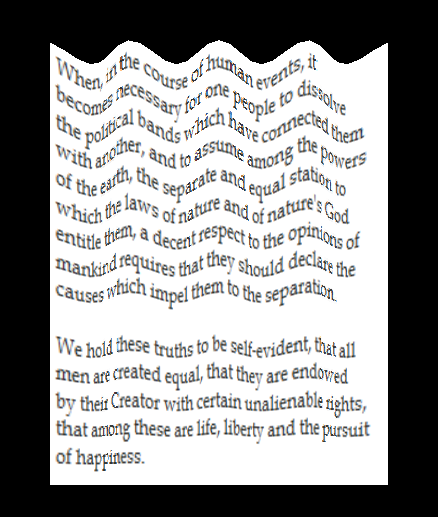 When, in the course of human events, it
becomes necessary for one people to dissolve
the political bands which have connected them
with another, and to assume among the powers
of the earth, the separate and equal station to
which the laws of nature and of nature's God
entitle them, a decent respect to the opinions of
mankind requires that they should declare the
causes which impel them to the separation.
We hold these truths to be self-evident, that all
men are created equal, that they are endowed
by their Creator with certain unalienable rights,
that among these are life, liberty and the pursuit
of happiness.